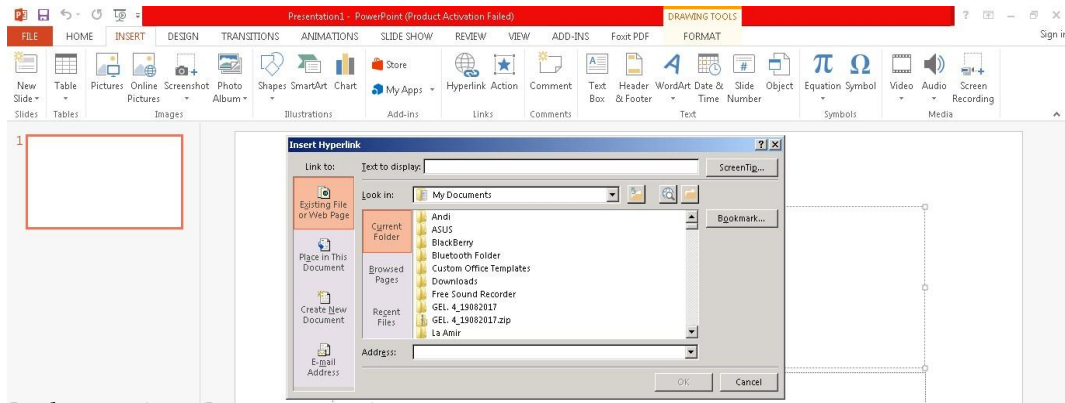 Presentation1 - PowerPoint (Product Activation Failed)
DRAWING TOOLS
FILE HOME INSERT DESIGN TRANSITIONS ANIMATIONS SLIDE SHOW REVIEW VIEW ADD-INS Foxit PDF FORMAT Sign in
New Slide Table Pictures Online Pictures Screenshot Photo Album Shapes SmartArt Chart Store My Apps Hyperlink Action Comment Text Box Header & Footer WordArt Date & Time Slide Number Object Equation Symbol Video Audio Screen Recording
Slides Tables Images Illustrations Add-ins Links Comments Text Symbols Media
1
Insert Hyperlink
Link to:
Text to display:
ScreenTip...
Existing File or Web Page
Place in This Document
Create New Document
E-mail Address
Look in: My Documents
Bookmark...
Current Folder
Browsed Pages
Recent Files
Andi
ASUS
BlackBerry
Bluetooth Folder
Custom Office Templates
Downloads
Free Sound Recorder
GEL. 4_19082017
GEL. 4_19082017.zip
La Amir
Address:
OK Cancel